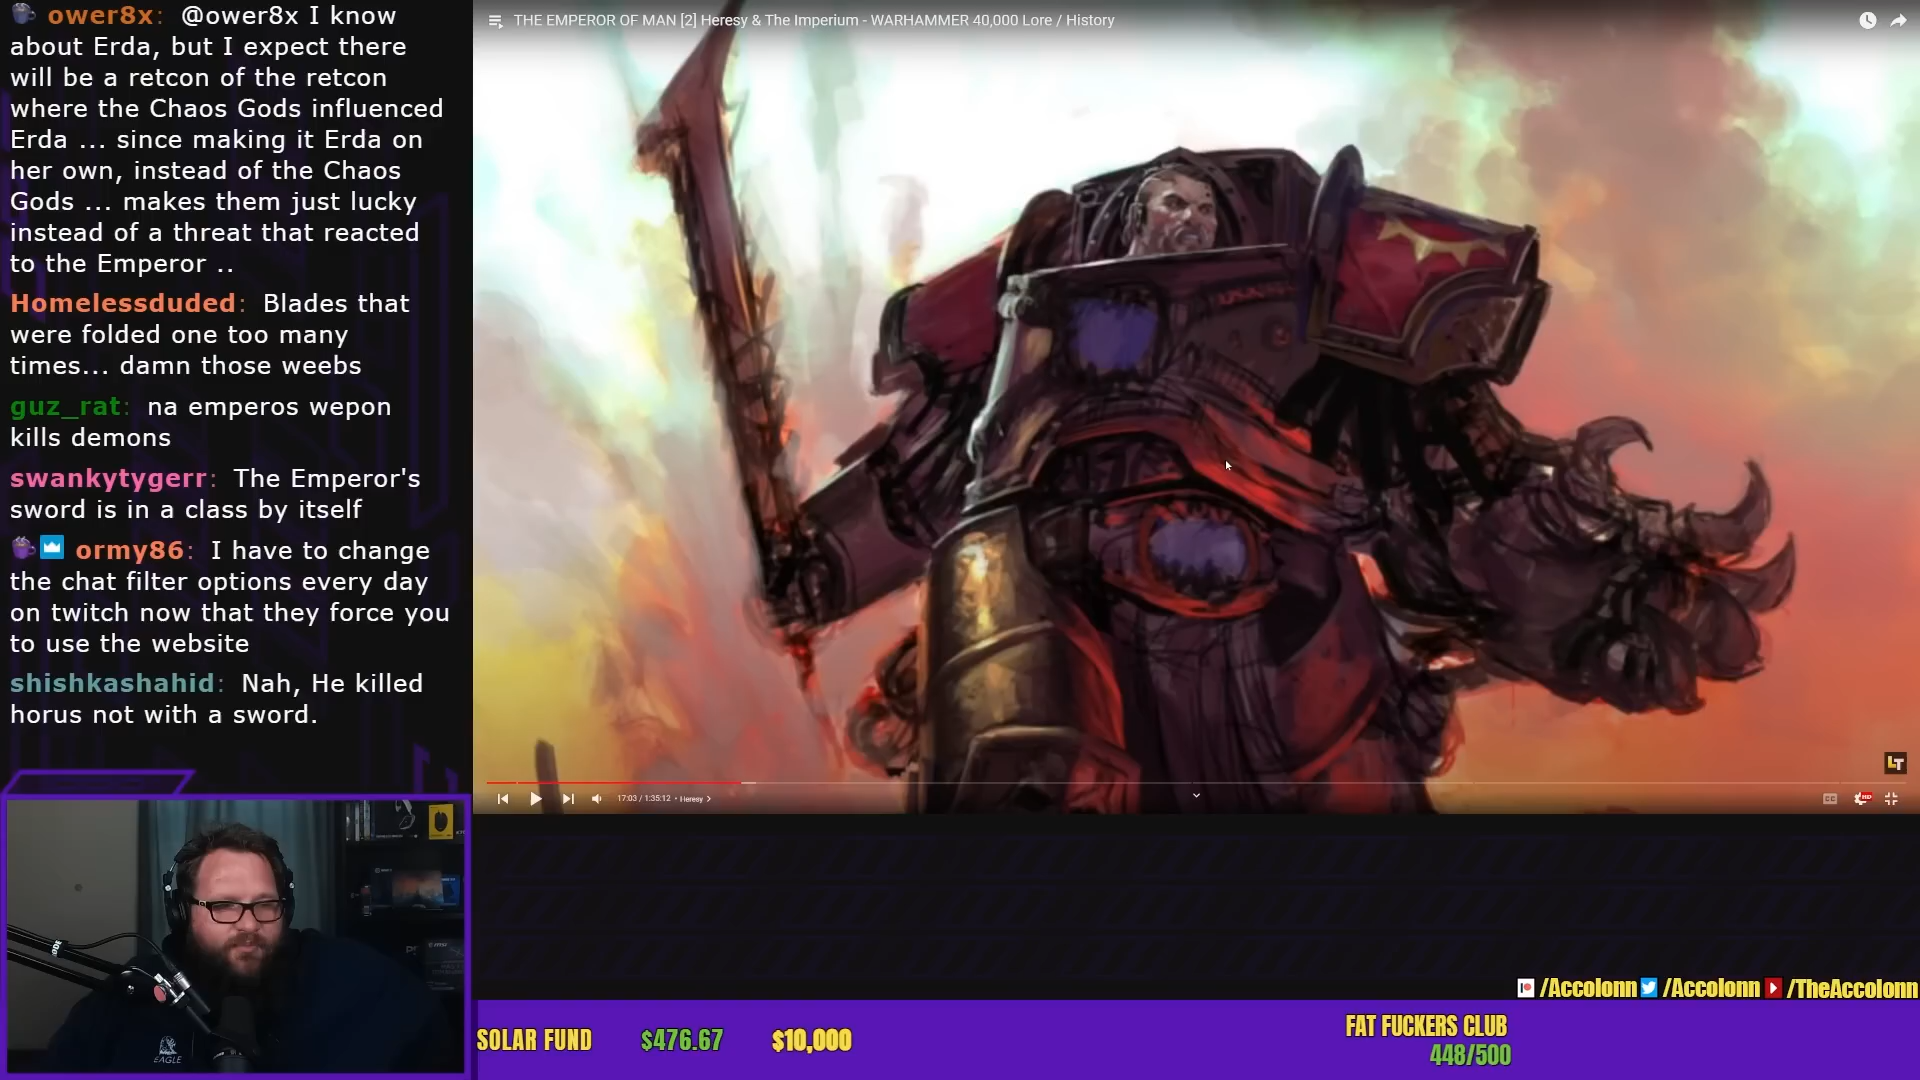 ower8x: @ower8x I know
about Erda, but I expect there
will be a retcon of the retcon
where the Chaos Gods influenced
Erda ... since making it Erda on
her own, instead of the Chaos
Gods ... makes them just lucky
instead of a threat that reacted
to the Emperor ..
Homelessduded: Blades that
were folded one too many
times... damn those weebs
guz_rat: na emperos wepon
kills demons
swankytygerr: The Emperor's
sword is in a class by itself
ormy86: I have to change
the chat filter options every day
on twitch now that they force you
to use the website
shishkashahid: Nah, He killed
horus not with a sword.
THE EMPEROR OF MAN [2] Heresy & The Imperium - WARHAMMER 40,000 Lore / History
LT
17:03 / 1:35:12 • Heresy
CC
HD
RODE
EAGLE
/Accolonn /Accolonn /TheAccolonn
SOLAR FUND $476.67 $10,000
FAT FUCKERS CLUB
448/500